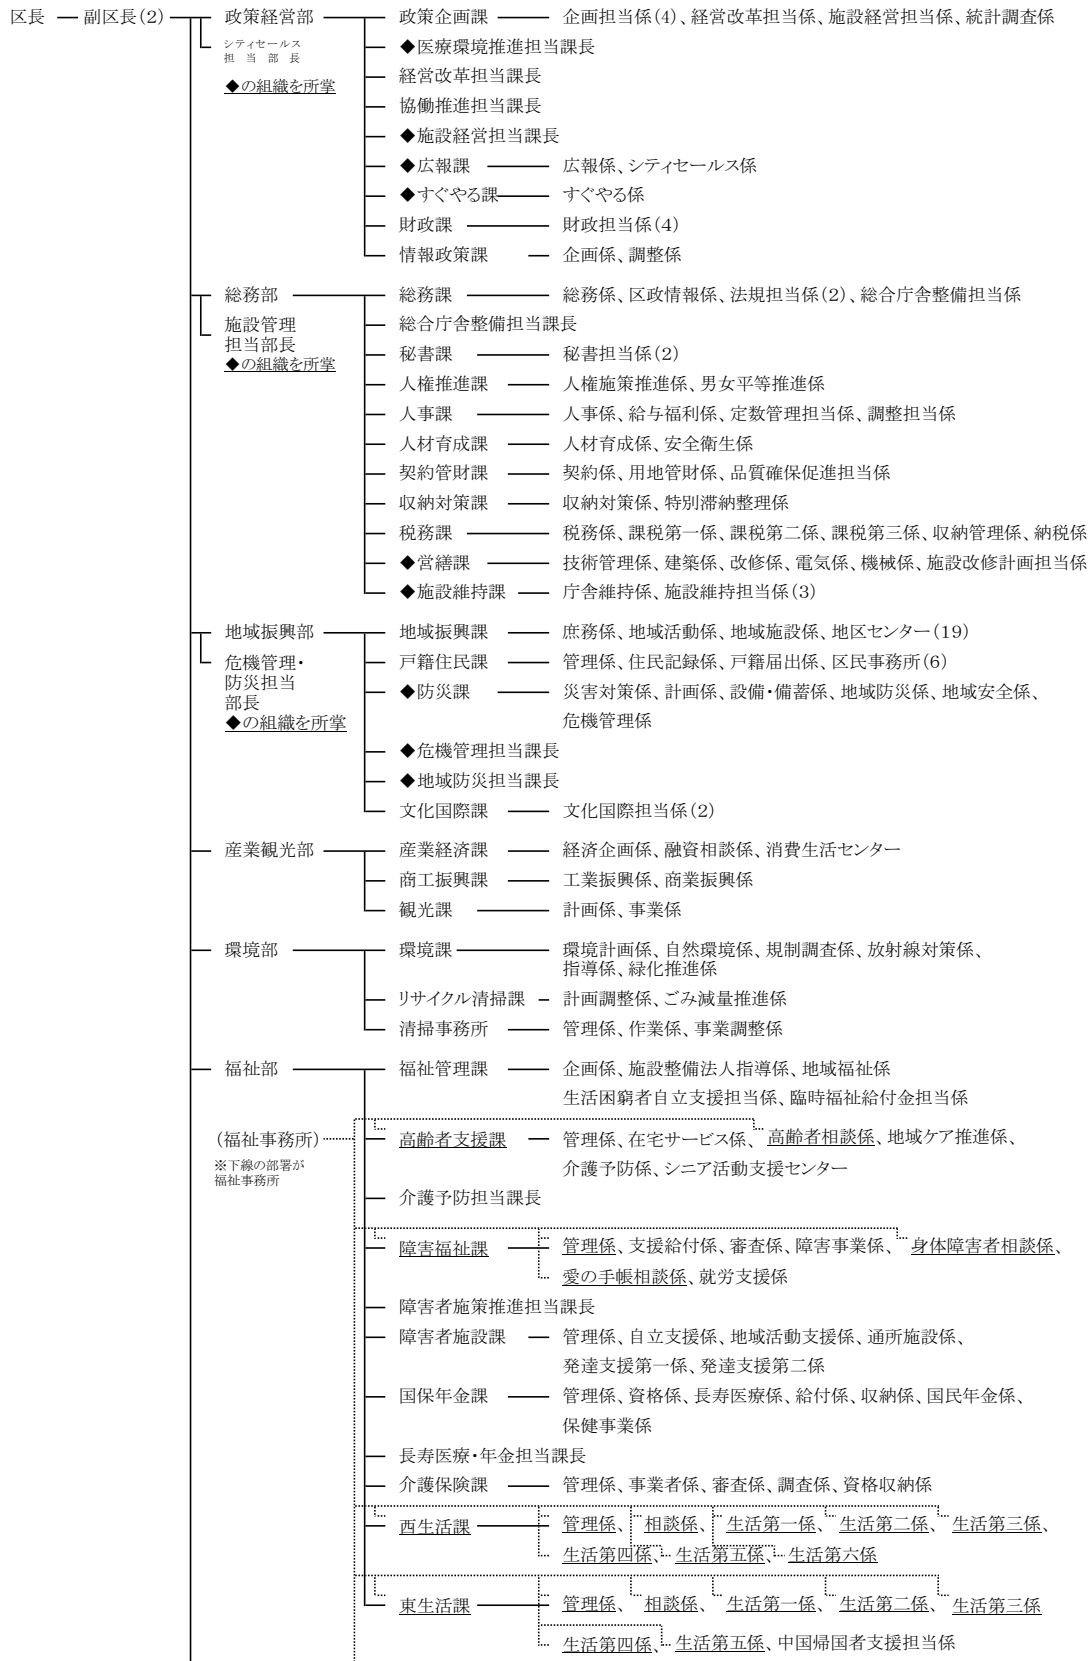 区長 副区長(2) 政策経営部 政策企画課 企画担当係(4)、経営改革担当係、施設経営担当係、統計調査係
シティセールス
担当部長
◆医療環境推進担当課長
◆の組織を所掌
経営改革担当課長
協働推進担当課長
◆施設経営担当課長
◆広報課 広報係、シティセールス係
◆すぐやる課 すぐやる係
財政課 財政担当係(4)
情報政策課 企画係、調整係
総務部 総務課 総務係、区政情報係、法規担当係(2)、総合庁舎整備担当係
施設管理
担当部長
◆の組織を所掌
総合庁舎整備担当課長
秘書課 秘書担当係(2)
人権推進課 人権施策推進係、男女平等推進係
人事課 人事係、給与福利係、定数管理担当係、調整担当係
人材育成課 人材育成係、安全衛生係
契約管財課 契約係、用地管財係、品質確保促進担当係
収納対策課 収納対策係、特別滞納整理係
税務課 税務係、課税第一係、課税第二係、課税第三係、収納管理係、納税係
◆営繕課 技術管理係、建築係、改修係、電気係、機械係、施設改修計画担当係
◆施設維持課 庁舎維持係、施設維持担当係(3)
地域振興部 地域振興課 庶務係、地域活動係、地域施設係、地区センター(19)
危機管理・
防災担当
部長
◆の組織を所掌
戸籍住民課 管理係、住民記録係、戸籍届出係、区民事務所(6)
◆防災課 災害対策係、計画係、設備・備蓄係、地域防災係、地域安全係、
危機管理係
◆危機管理担当課長
◆地域防災担当課長
文化国際課 文化国際担当係(2)
産業観光部 産業経済課 経済企画係、融資相談係、消費生活センター
商工振興課 工業振興係、商業振興係
観光課 計画係、事業係
環境部 環境課 環境計画係、自然環境係、規制調査係、放射線対策係、
指導係、緑化推進係
リサイクル清掃課 計画調整係、ごみ減量推進係
清掃事務所 管理係、作業係、事業調整係
福祉部 福祉管理課 企画係、施設整備法人指導係、地域福祉係
生活困窮者自立支援担当係、臨時福祉給付金担当係
(福祉事務所) 高齢者支援課 管理係、在宅サービス係、高齢者相談係、地域ケア推進係、
※下線の部署が
福祉事務所
介護予防係、シニア活動支援センター
介護予防担当課長
障害福祉課 管理係、支援給付係、審査係、障害事業係、身体障害者相談係、
愛の手帳相談係、就労支援係
障害者施策推進担当課長
障害者施設課 管理係、自立支援係、地域活動支援係、通所施設係、
発達支援第一係、発達支援第二係
国保年金課 管理係、資格係、長寿医療係、給付係、収納係、国民年金係、
保健事業係
長寿医療・年金担当課長
介護保険課 管理係、事業者係、審査係、調査係、資格収納係
西生活課 管理係、相談係、生活第一係、生活第二係、生活第三係、
生活第四係、生活第五係、生活第六係
東生活課 管理係、相談係、生活第一係、生活第二係、生活第三係
生活第四係、生活第五係、中国帰国者支援担当係